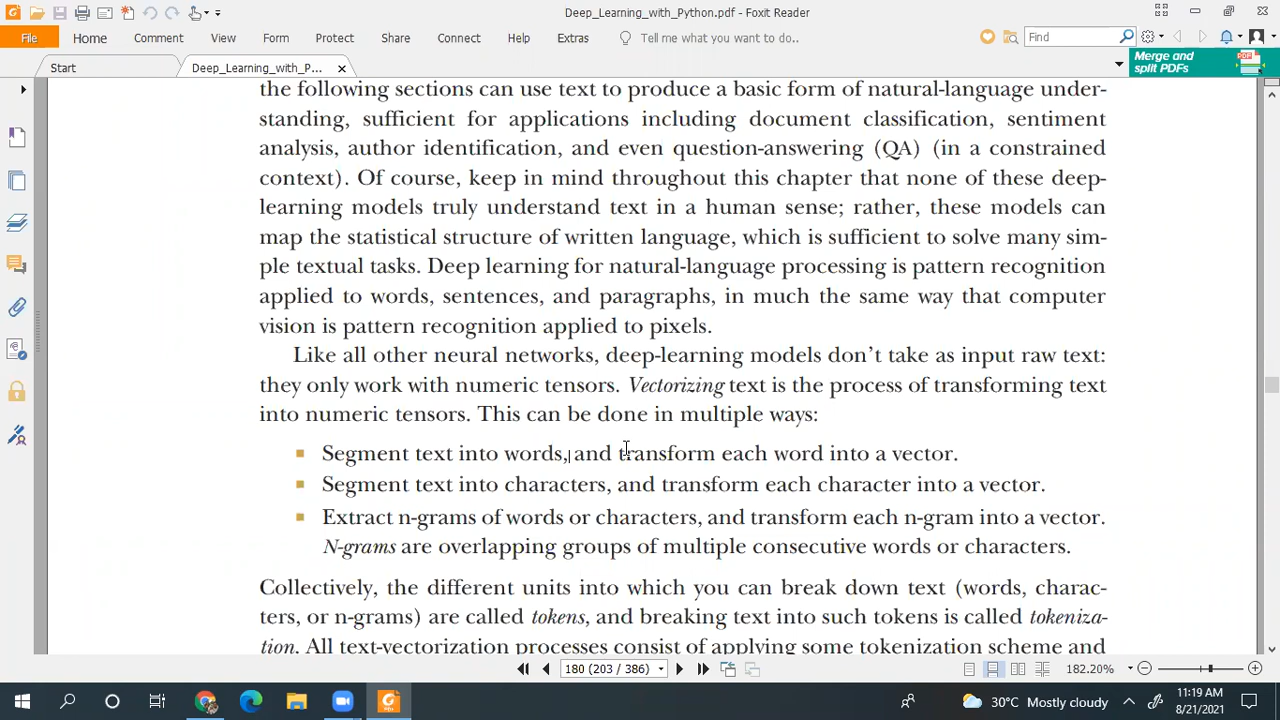 Deep_Learning_with_Python.pdf - Foxit Reader
File Home Comment View Form Protect Share Connect Help Extras Tell me what you want to do.. Find
Start Deep_Learning_with_P... Merge and
split PDFs
the following sections can use text to produce a basic form of natural-language under-
standing, sufficient for applications including document classification, sentiment
analysis, author identification, and even question-answering (QA) (in a constrained
context). Of course, keep in mind throughout this chapter that none of these deep-
learning models truly understand text in a human sense; rather, these models can
map the statistical structure of written language, which is sufficient to solve many sim-
ple textual tasks. Deep learning for natural-language processing is pattern recognition
applied to words, sentences, and paragraphs, in much the same way that computer
vision is pattern recognition applied to pixels.
Like all other neural networks, deep-learning models don’t take as input raw text:
they only work with numeric tensors. Vectorizing text is the process of transforming text
into numeric tensors. This can be done in multiple ways:
Segment text into words, and transform each word into a vector.
Segment text into characters, and transform each character into a vector.
Extract n-grams of words or characters, and transform each n-gram into a vector.
N-grams are overlapping groups of multiple consecutive words or characters.
Collectively, the different units into which you can break down text (words, charac-
ters, or n-grams) are called tokens, and breaking text into such tokens is called tokeniza-
tion. All text-vectorization processes consist of applying some tokenization scheme and
180 (203 / 386) 182.20%
30°C Mostly cloudy 11:19 AM
8/21/2021